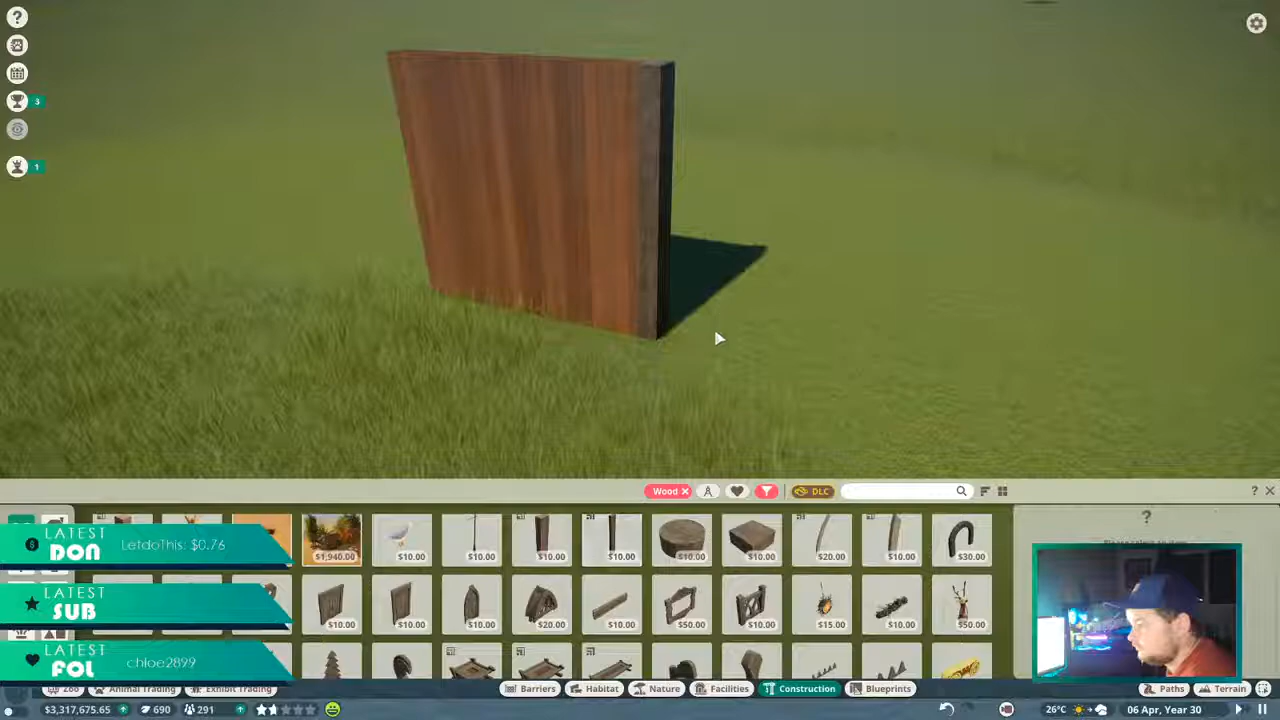 ?
3
1
Wood ×
DLC
? ×
?
$1,940.00
$10.00
$10.00
$10.00
$10.00
$10.00
$10.00
$20.00
$10.00
$30.00
LATEST
DON
LetdoThis: $0.76
$10.00
$10.00
$10.00
$20.00
$10.00
$50.00
$10.00
$15.00
$10.00
$50.00
LATEST
SUB
LATEST
FOL
chloe2899
Zoo
Animal Trading
Exhibit Trading
Barriers
Habitat
Nature
Facilities
Construction
Blueprints
Paths
Terrain
$3,317,675.65
690
291
26°C
06 Apr, Year 30